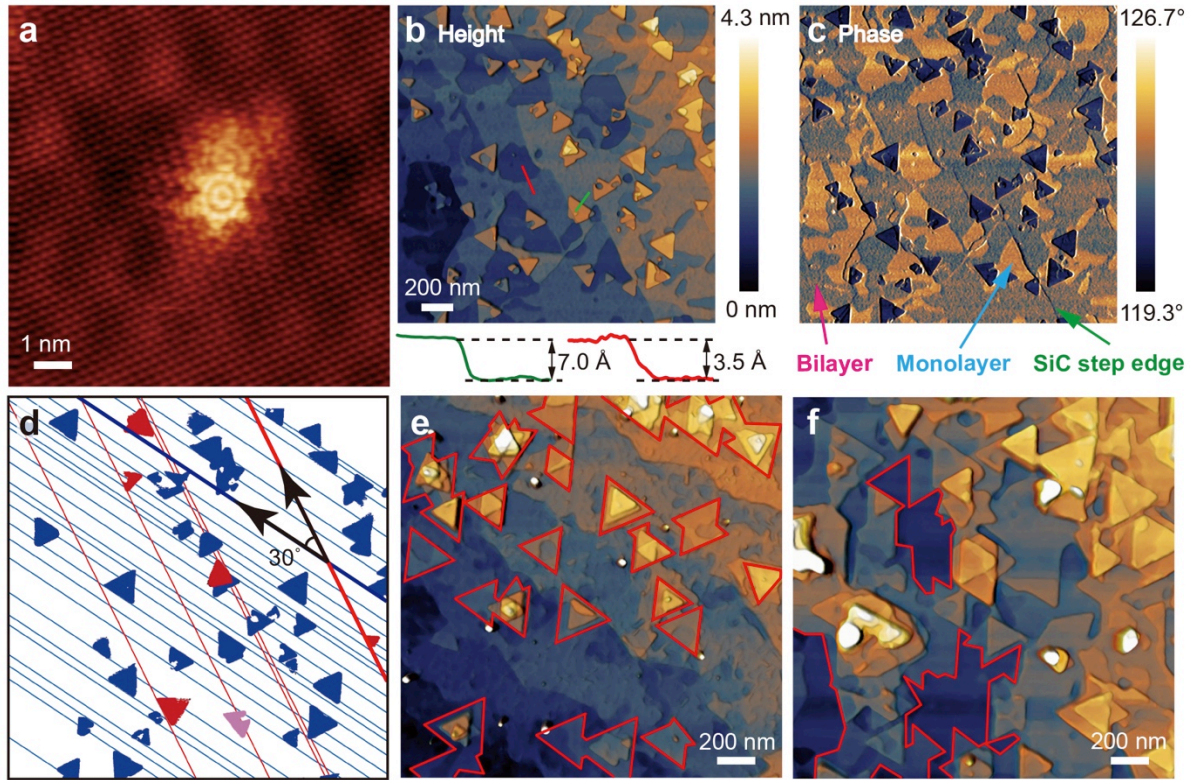 a
1 nm
b Height
200 nm
4.3 nm
0 nm
7.0 Å
3.5 Å
c Phase
126.7°
119.3°
Bilayer
Monolayer
SiC step edge
d
30°
e
200 nm
f
200 nm